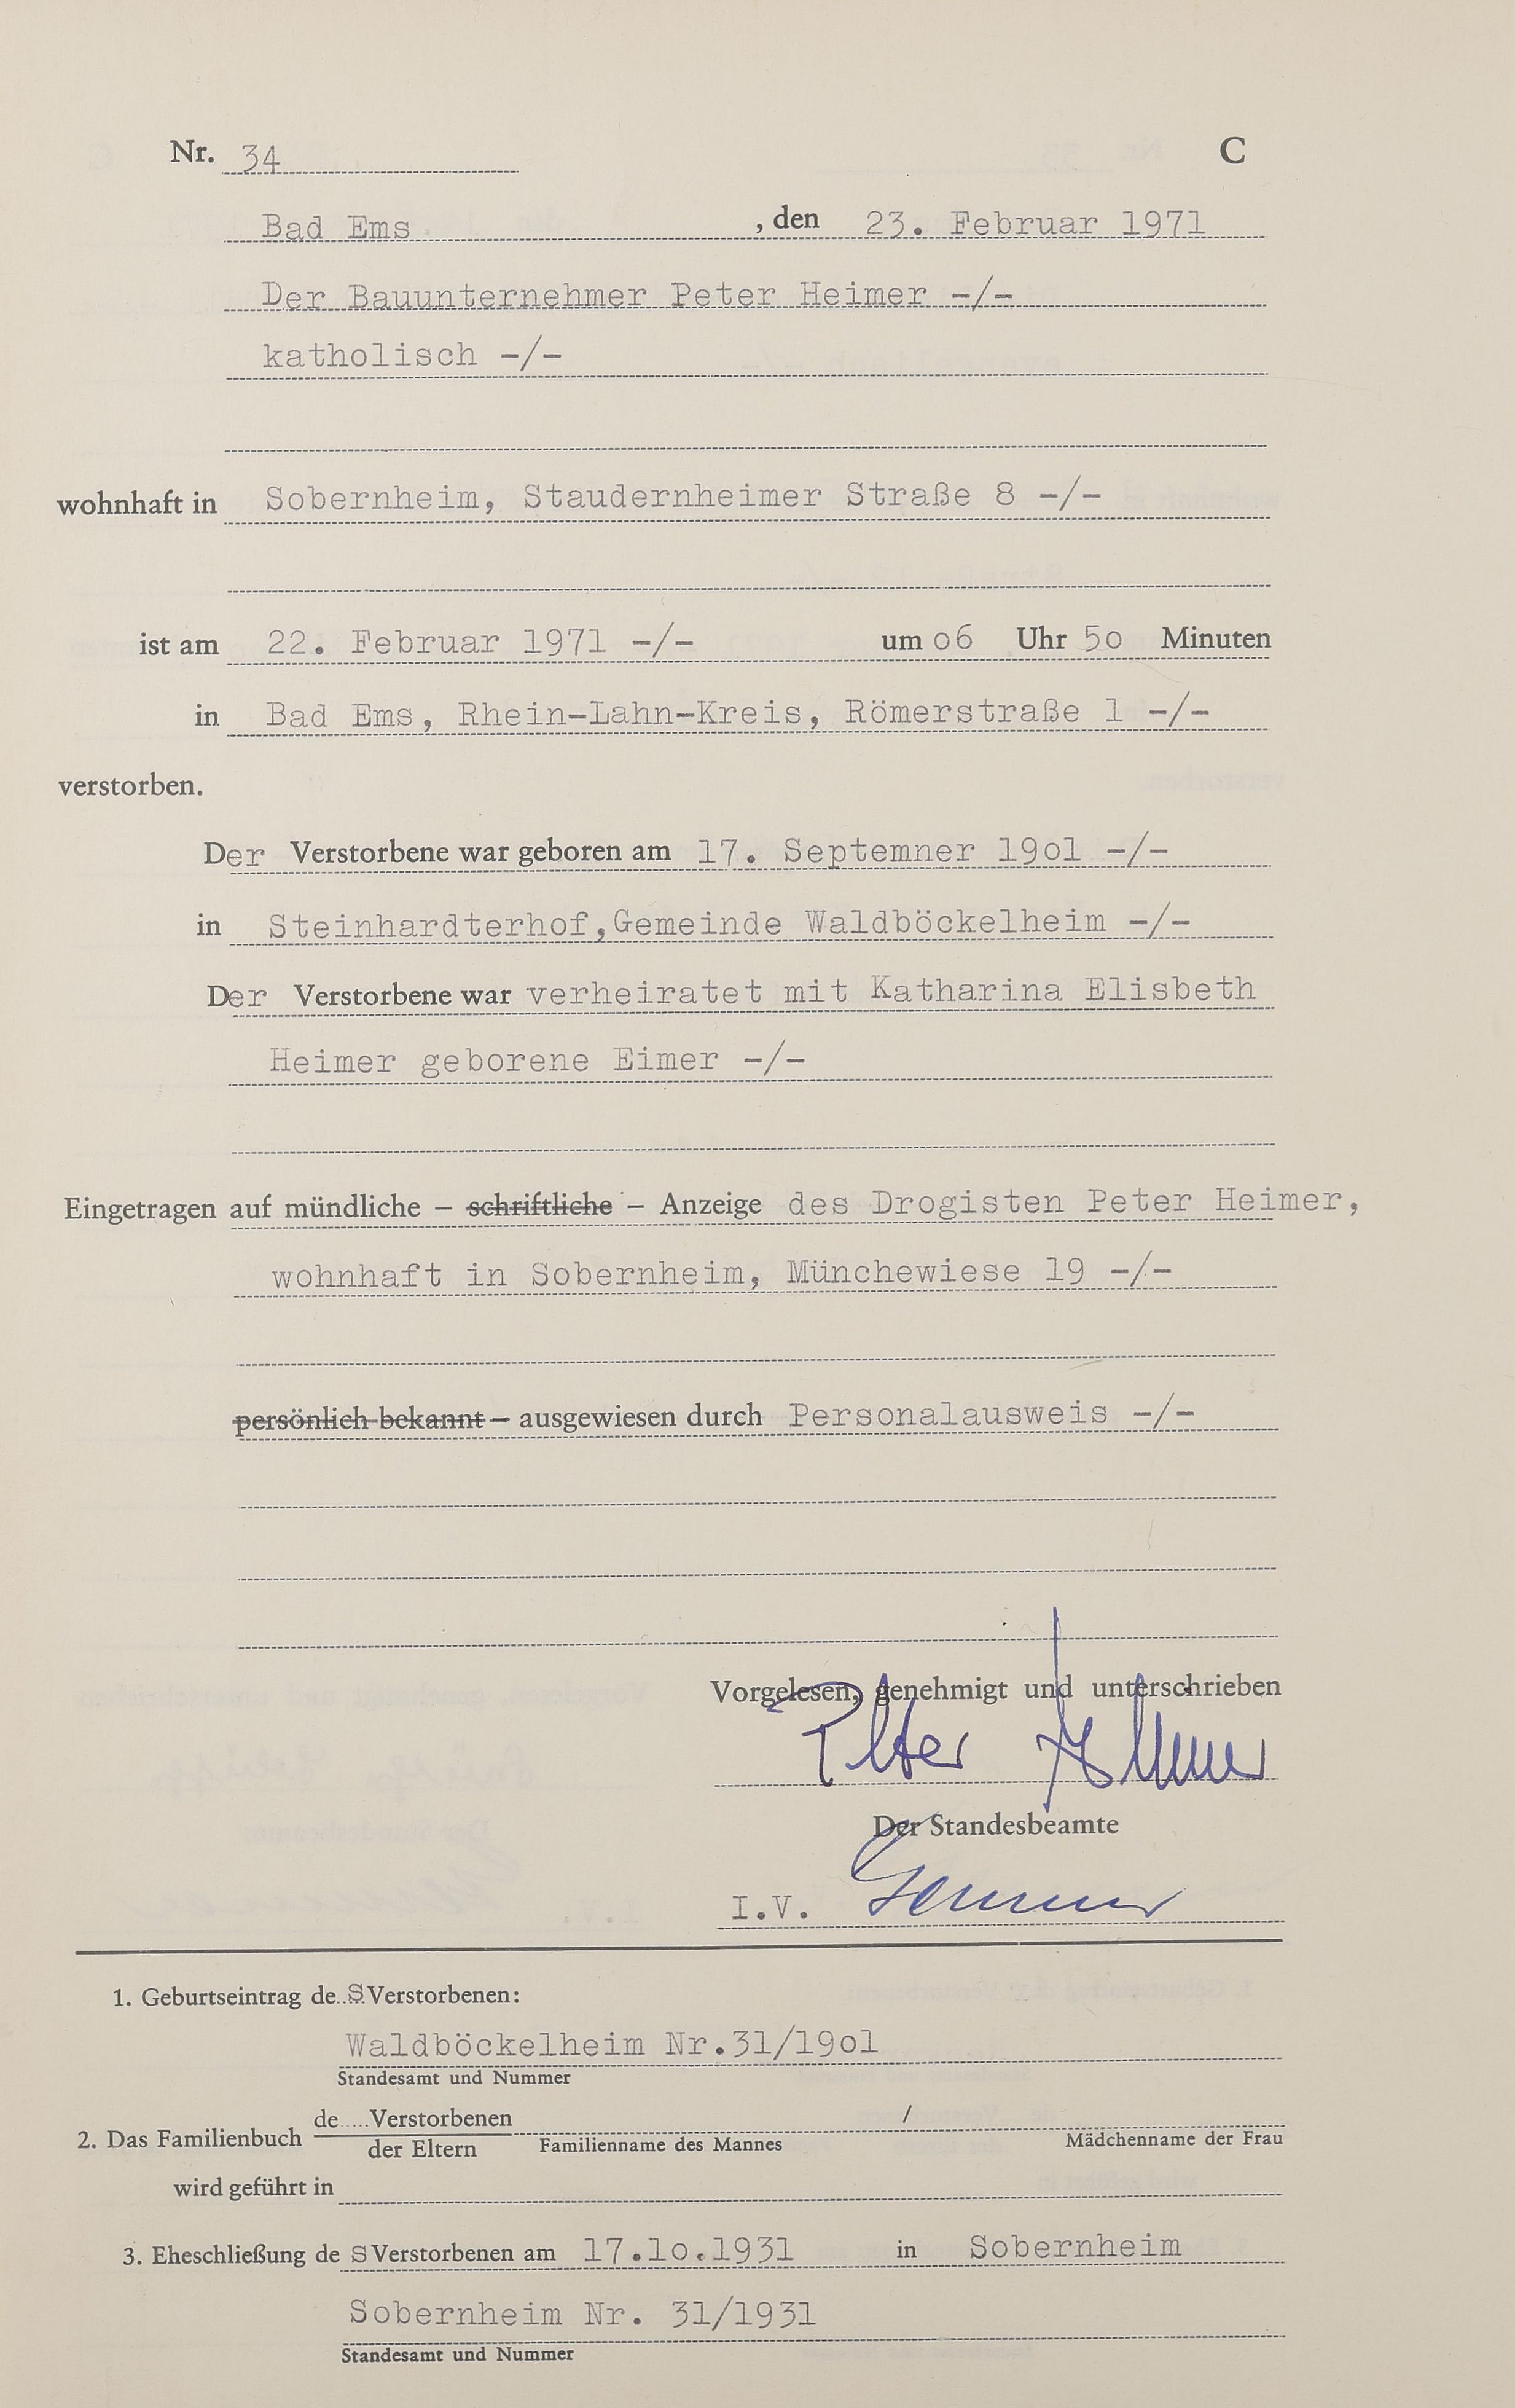 Nr. 34
C
Bad Ems , den 23. Februar 1971
Der Bauunternehmer Peter Heimer -/-
katholisch -/-
wohnhaft in Sobernheim, Staudernheimer Straße 8 -/-
ist am 22. Februar 1971 -/- um o6 Uhr 5o Minuten
in Bad Ems, Rhein-Lahn-Kreis, Römerstraße 1 -/-
verstorben.
Der Verstorbene war geboren am 17. Septemner 19o1 -/-
in Steinhardterhof,Gemeinde Waldböckelheim -/-
Der Verstorbene war verheiratet mit Katharina Elisbeth
Heimer geborene Eimer -/-
Eingetragen auf mündliche – schriftliche – Anzeige des Drogisten Peter Heimer,
wohnhaft in Sobernheim, Münchewiese 19 -/-
persönlich bekannt – ausgewiesen durch Personalausweis -/-
Vorgelesen, genehmigt und unterschrieben
Peter Heimer
Der Standesbeamte
I.V.
1. Geburtseintrag des Verstorbenen:
Waldböckelheim Nr.31/19o1
Standesamt und Nummer
2. Das Familienbuch de..... Verstorbenen /
der Eltern Familienname des Mannes Mädchenname der Frau
wird geführt in
3. Eheschließung des Verstorbenen am 17.1o.1931 in Sobernheim
Sobernheim Nr. 31/1931
Standesamt und Nummer